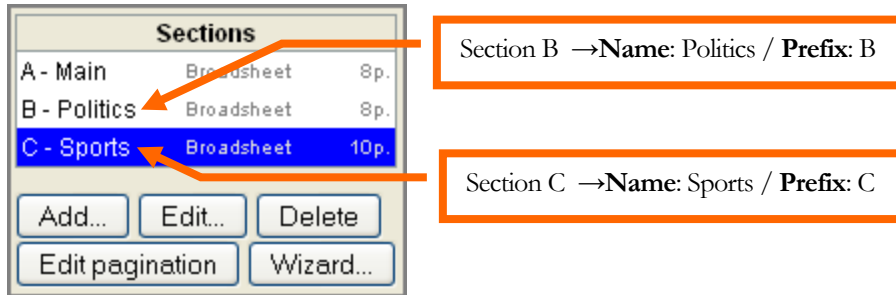 Sections
A - Main Broadsheet 8p.
B - Politics Broadsheet 8p.
C - Sports Broadsheet 10p.
Add... Edit... Delete
Edit pagination Wizard...
Section B →Name: Politics / Prefix: B
Section C →Name: Sports / Prefix: C